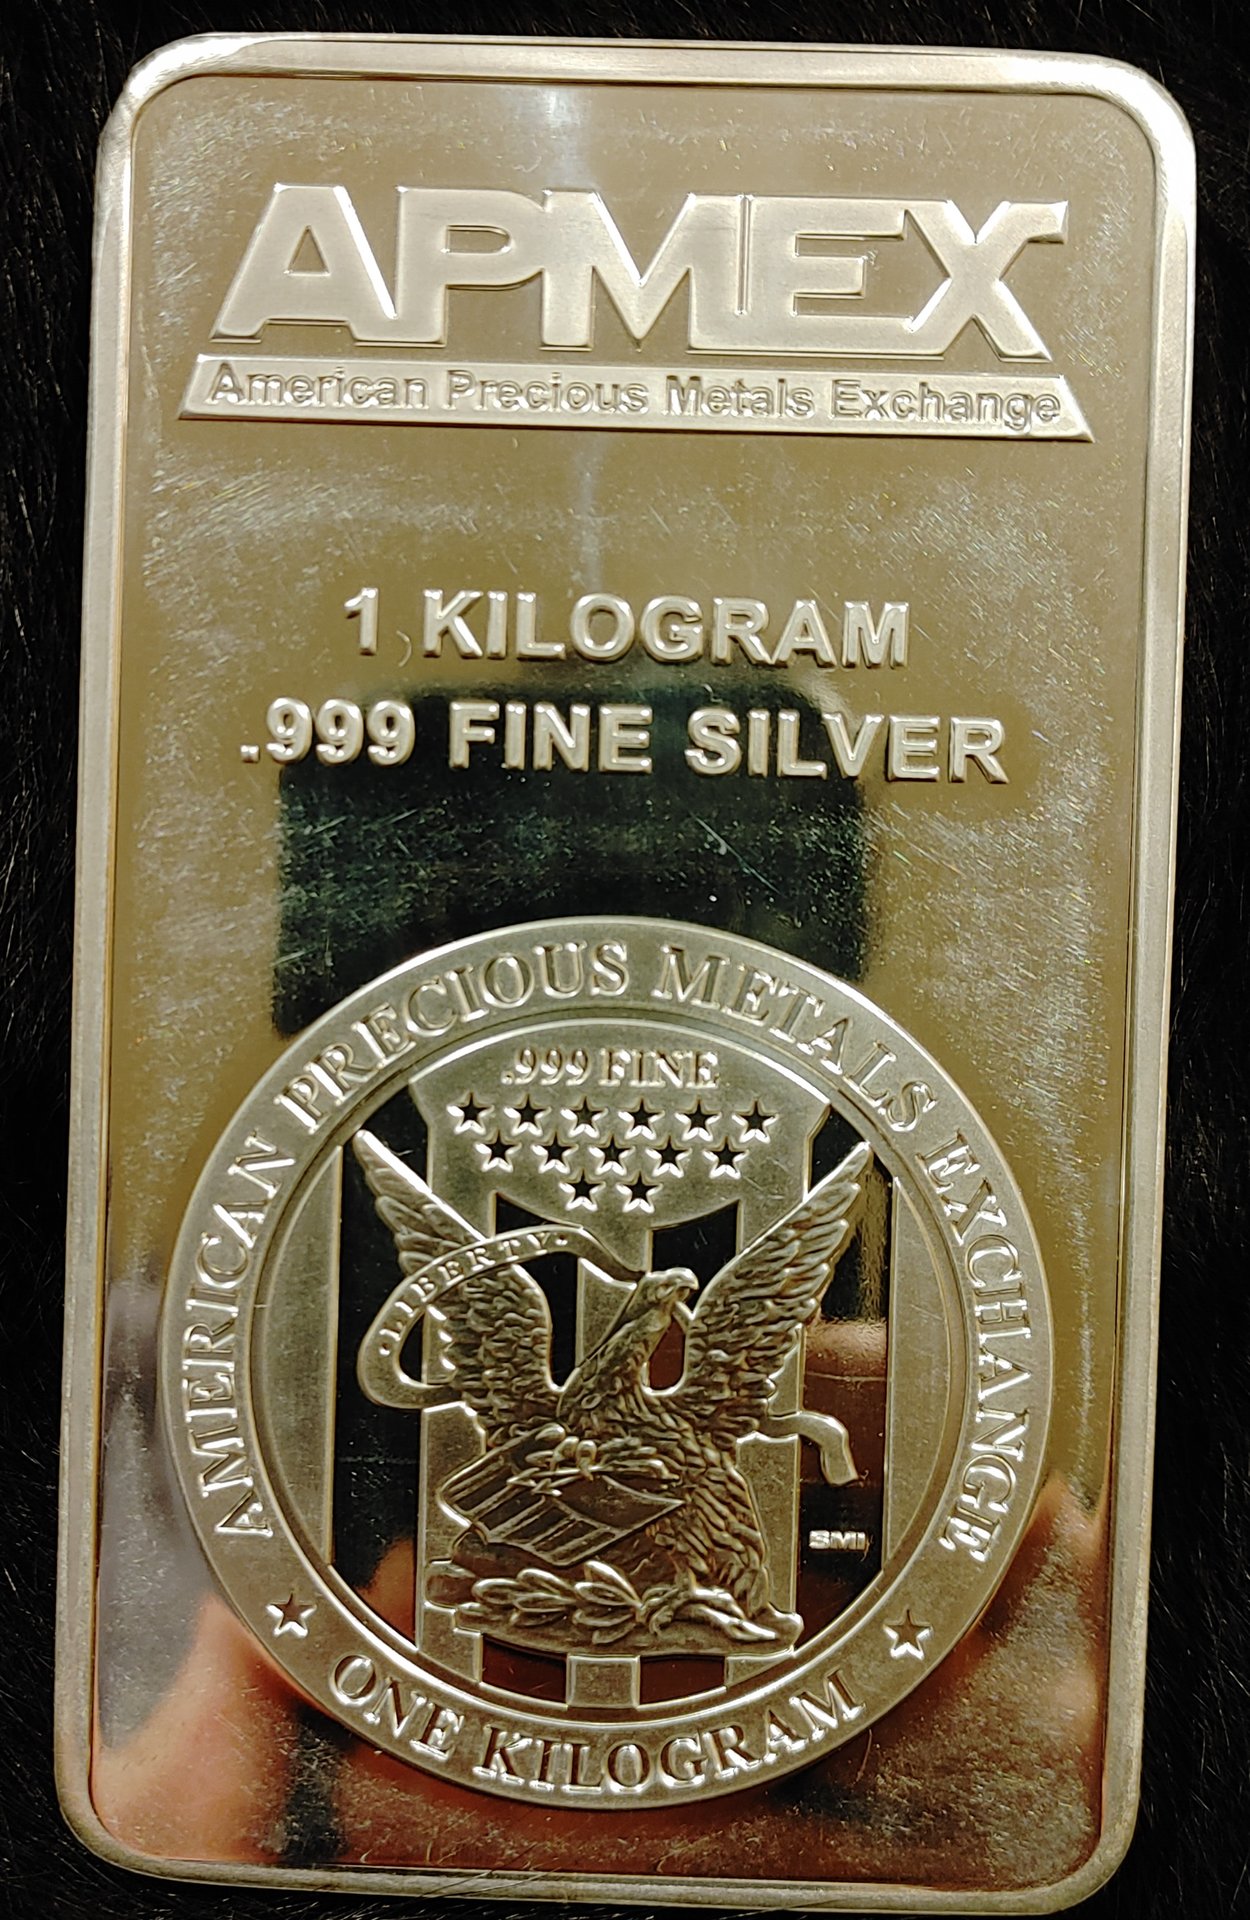 APMEX
American Precious Metals Exchange
1 KILOGRAM
.999 FINE SILVER
AMERICAN PRECIOUS METALS EXCHANGE
.999 FINE
·LIBERTY·
SMI
★ ONE KILOGRAM ★